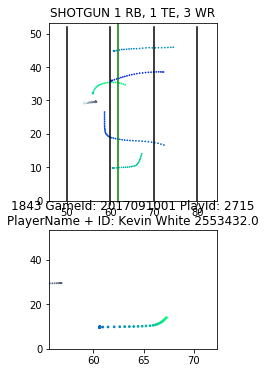 SHOTGUN 1 RB, 1 TE, 3 WR
50
40
30
20
10
0
50 60 70 80
1843 GameId: 2017091001 PlayId: 2715
PlayerName + ID: Kevin White 2553432.0
40
20
0
60 65 70